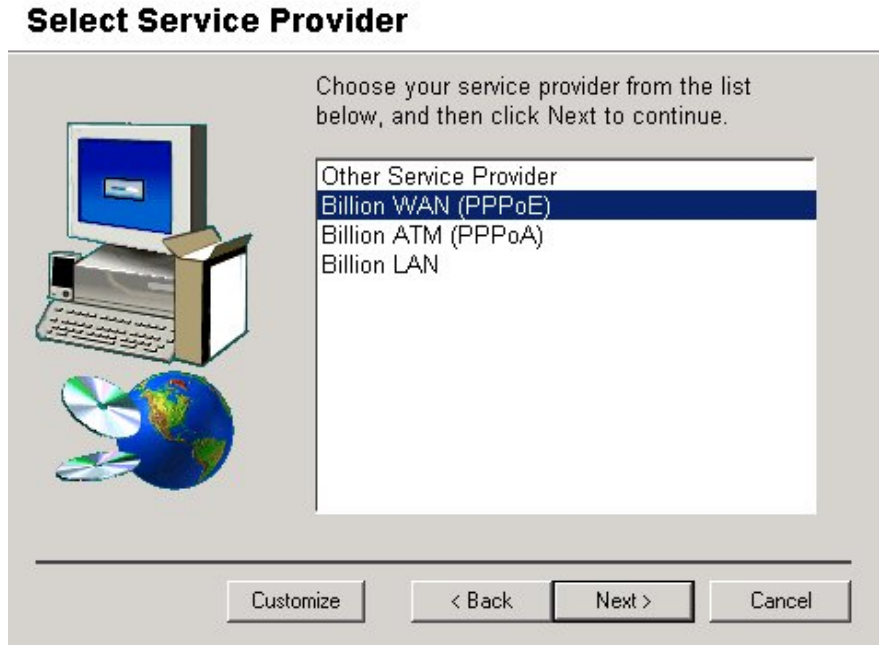 Select Service Provider
Choose your service provider from the list
below, and then click Next to continue.
Other Service Provider
Billion WAN (PPPoE)
Billion ATM (PPPoA)
Billion LAN
Customize
< Back
Next >
Cancel